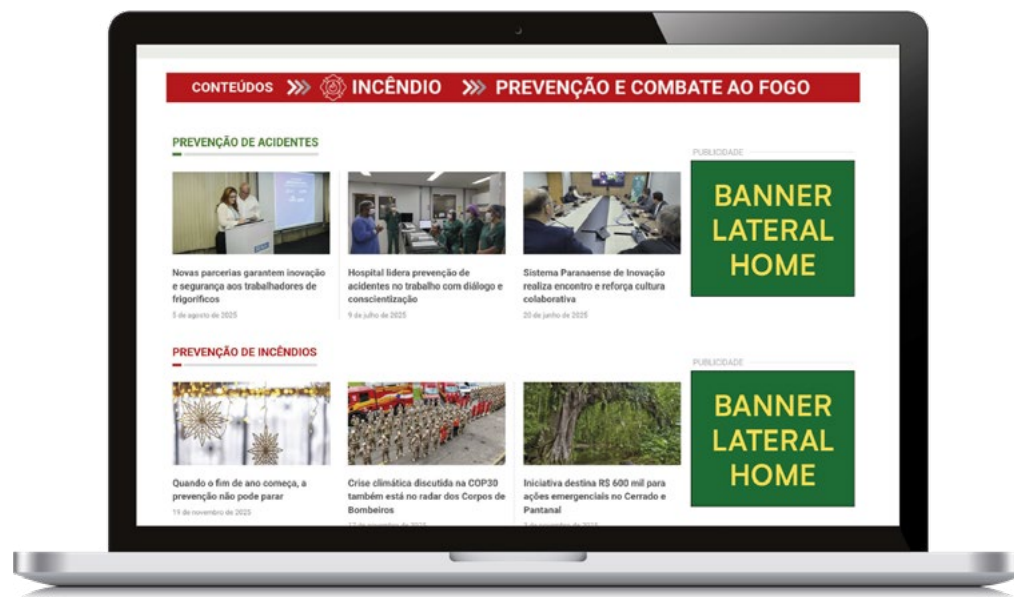 CONTEÚDOS INCÊNDIO PREVENÇÃO E COMBATE AO FOGO
PREVENÇÃO DE ACIDENTES
PUBLICIDADE
Novas parcerias garantem inovação
e segurança aos trabalhadores de
frigoríficos
5 de agosto de 2025
Hospital lidera prevenção de
acidentes no trabalho com diálogo e
conscientização
9 de julho de 2025
Sistema Paranaense de Inovação
realiza encontro e reforça cultura
colaborativa
20 de junho de 2025
BANNER
LATERAL
HOME
PREVENÇÃO DE INCÊNDIOS
PUBLICIDADE
Quando o fim de ano começa, a
prevenção não pode parar
19 de novembro de 2025
Crise climática discutida na COP30
também está no radar dos Corpos de
Bombeiros
Iniciativa destina R$ 600 mil para
ações emergenciais no Cerrado e
Pantanal
BANNER
LATERAL
HOME